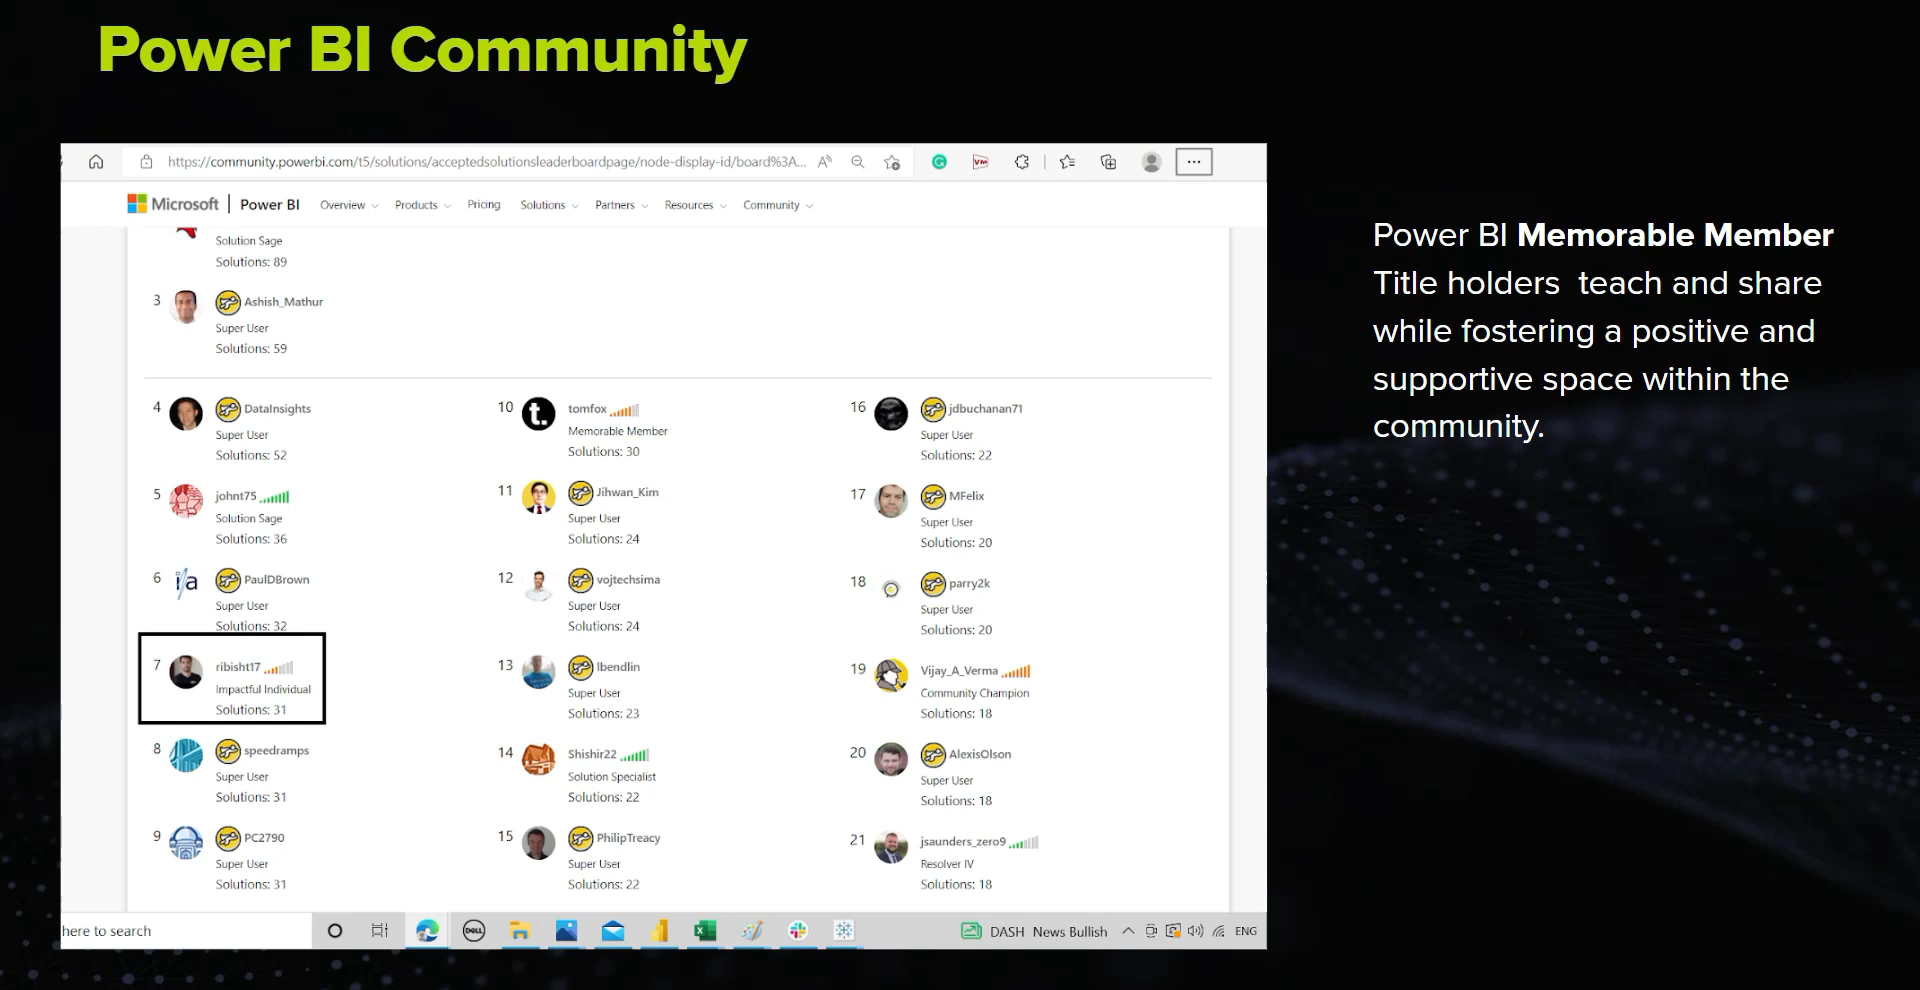 Power BI Community
https://community.powerbi.com/t5/solutions/acceptedsolutionsleaderboardpage/node-display-id/board%3A...
Microsoft | Power BI Overview Products Pricing Solutions Partners Resources Community
Solution Sage
Solutions: 89
3 Ashish_Mathur
Super User
Solutions: 59
4 DataInsights
Super User
Solutions: 52
5 johnt75
Solution Sage
Solutions: 36
6 PaulDBrown
Super User
Solutions: 32
7 ribisht17
Impactful Individual
Solutions: 31
8 speedramps
Super User
Solutions: 31
9 PC2790
Super User
Solutions: 31
10 tomfox
Memorable Member
Solutions: 30
11 Jihwan_Kim
Super User
Solutions: 24
12 vojtechsima
Super User
Solutions: 24
13 lbendlin
Super User
Solutions: 23
14 Shishir22
Solution Specialist
Solutions: 22
15 PhilipTreacy
Super User
Solutions: 22
16 jdbuchanan71
Super User
Solutions: 22
17 MFelix
Super User
Solutions: 20
18 parry2k
Super User
Solutions: 20
19 Vijay_A_Verma
Community Champion
Solutions: 18
20 AlexisOlson
Super User
Solutions: 18
21 jsaunders_zero9
Resolver IV
Solutions: 18
here to search DELL DASH News Bullish ENG
Power BI Memorable Member
Title holders teach and share
while fostering a positive and
supportive space within the
community.